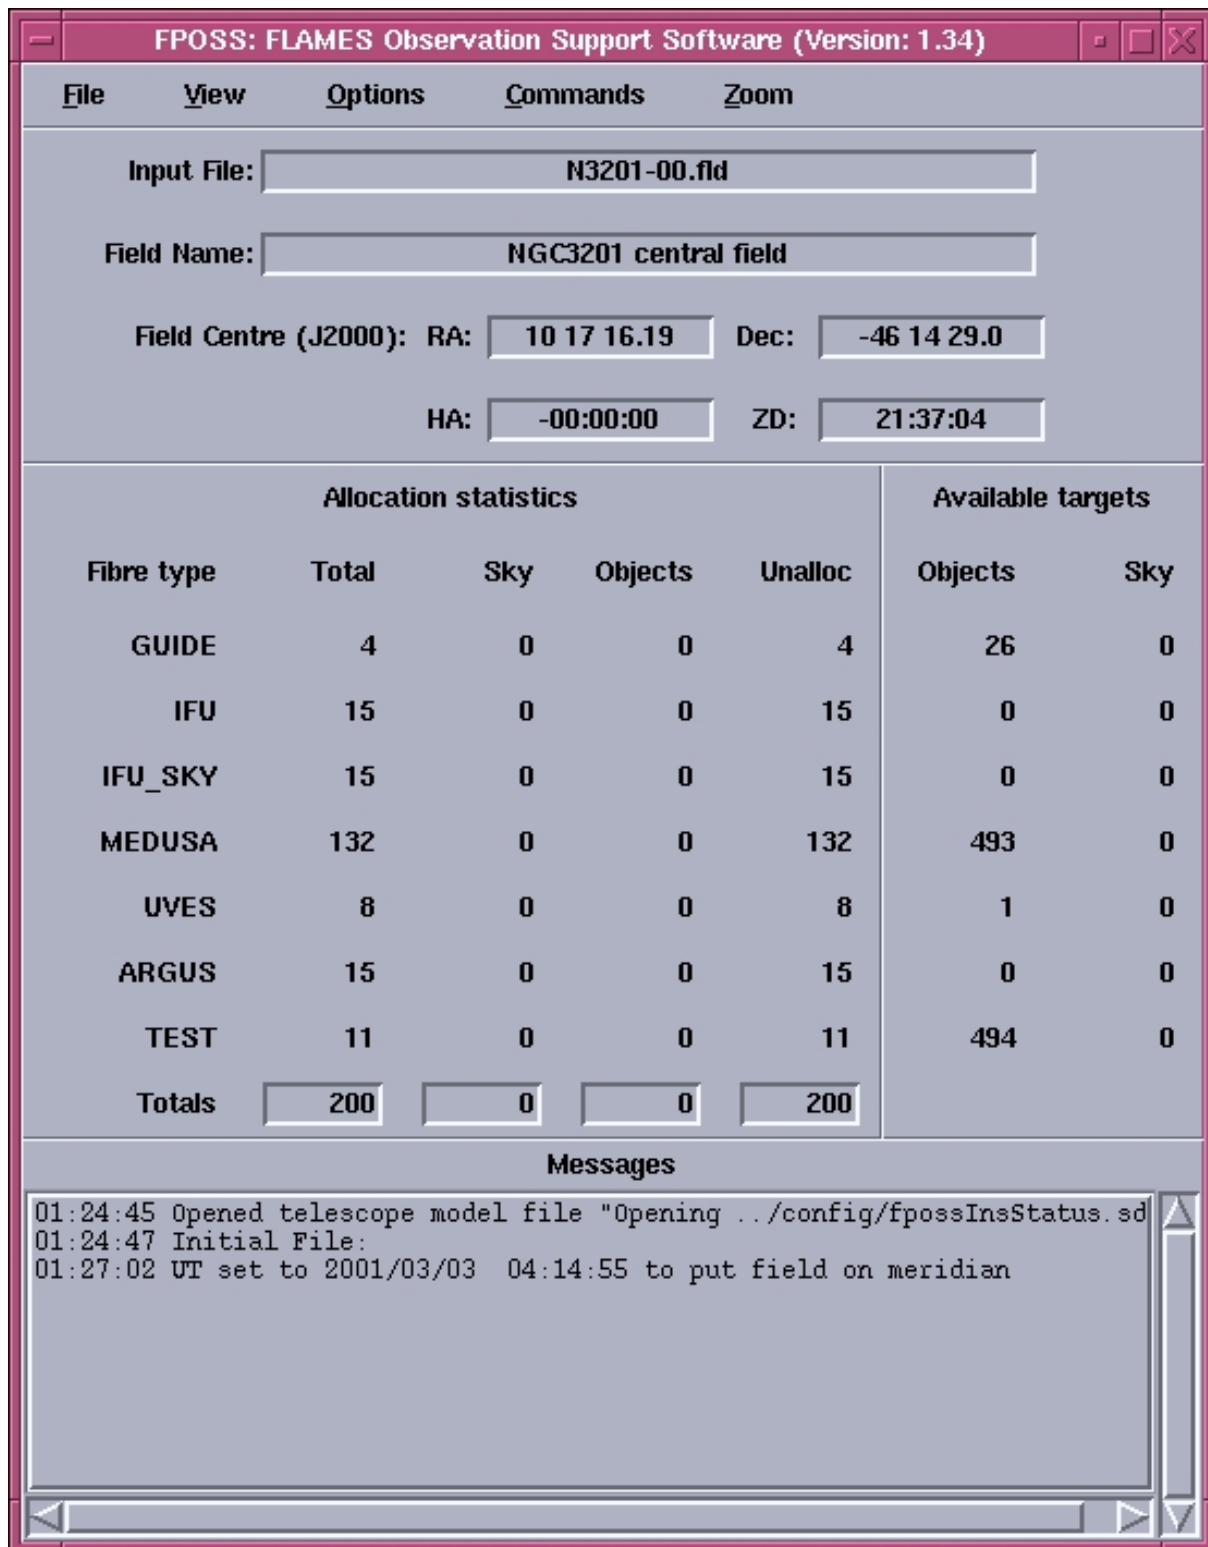 FPOSS: FLAMES Observation Support Software (Version: 1.34)
File View Options Commands Zoom
Input File: N3201-00.fld
Field Name: NGC3201 central field
Field Centre (J2000): RA: 10 17 16.19 Dec: -46 14 29.0
HA: -00:00:00 ZD: 21:37:04
Allocation statistics Available targets
Fibre type Total Sky Objects Unalloc Objects Sky
GUIDE 4 0 0 4 26 0
IFU 15 0 0 15 0 0
IFU_SKY 15 0 0 15 0 0
MEDUSA 132 0 0 132 493 0
UVES 8 0 0 8 1 0
ARGUS 15 0 0 15 0 0
TEST 11 0 0 11 494 0
Totals 200 0 0 200
Messages
01:24:45 Opened telescope model file "Opening ../config/fpossInsStatus.sd
01:24:47 Initial File:
01:27:02 UT set to 2001/03/03  04:14:55 to put field on meridian